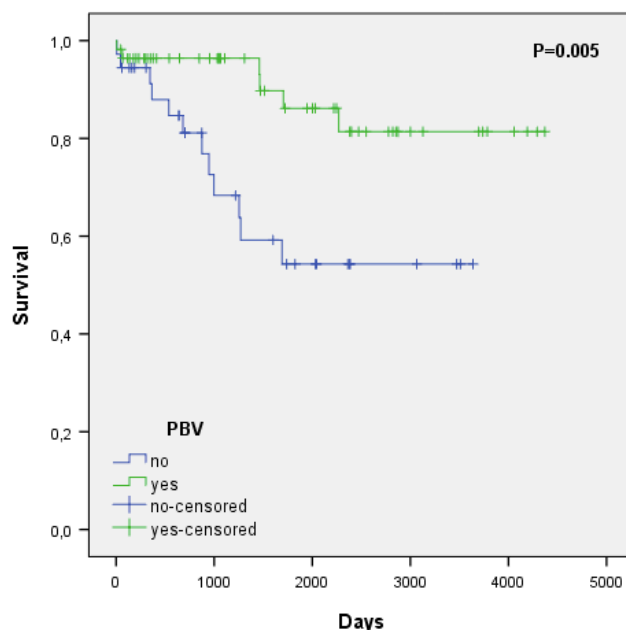 P=0.005
1,0
0,8
0,6
0,4
0,2
0,0
Survival
PBV
no
yes
no-censored
yes-censored
0 1000 2000 3000 4000 5000
Days